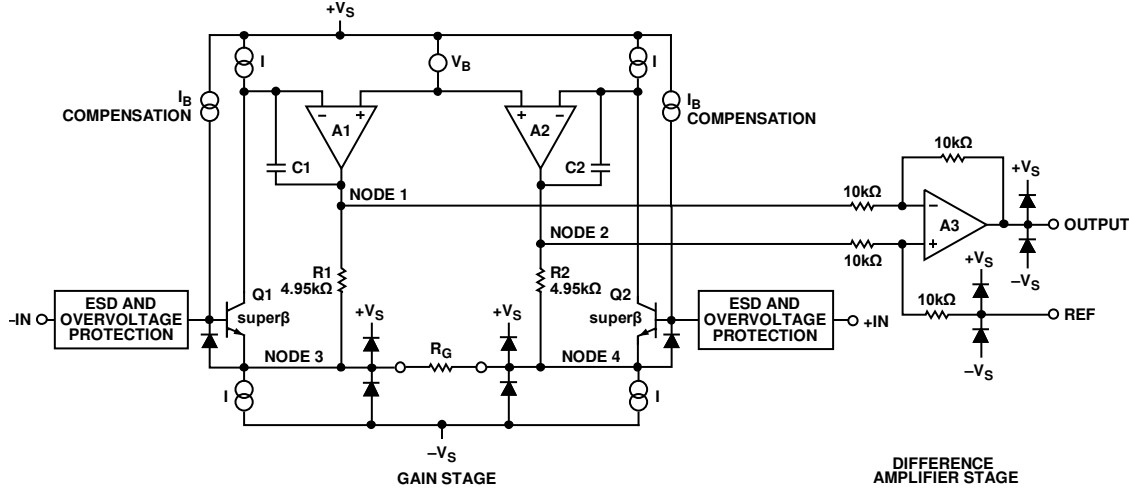 +VS
I
VB
I
IB
COMPENSATION
IB
COMPENSATION
−
+
A1
+
−
A2
C1
C2
NODE 1
NODE 2
10kΩ
10kΩ
10kΩ
10kΩ
−
+
A3
+VS
−VS
OUTPUT
+VS
−VS
REF
R1
4.95kΩ
R2
4.95kΩ
Q1
superβ
Q2
superβ
−IN
ESD AND
OVERVOLTAGE
PROTECTION
ESD AND
OVERVOLTAGE
PROTECTION
+IN
+VS
+VS
NODE 3
RG
NODE 4
I
I
−VS
GAIN STAGE
DIFFERENCE
AMPLIFIER STAGE